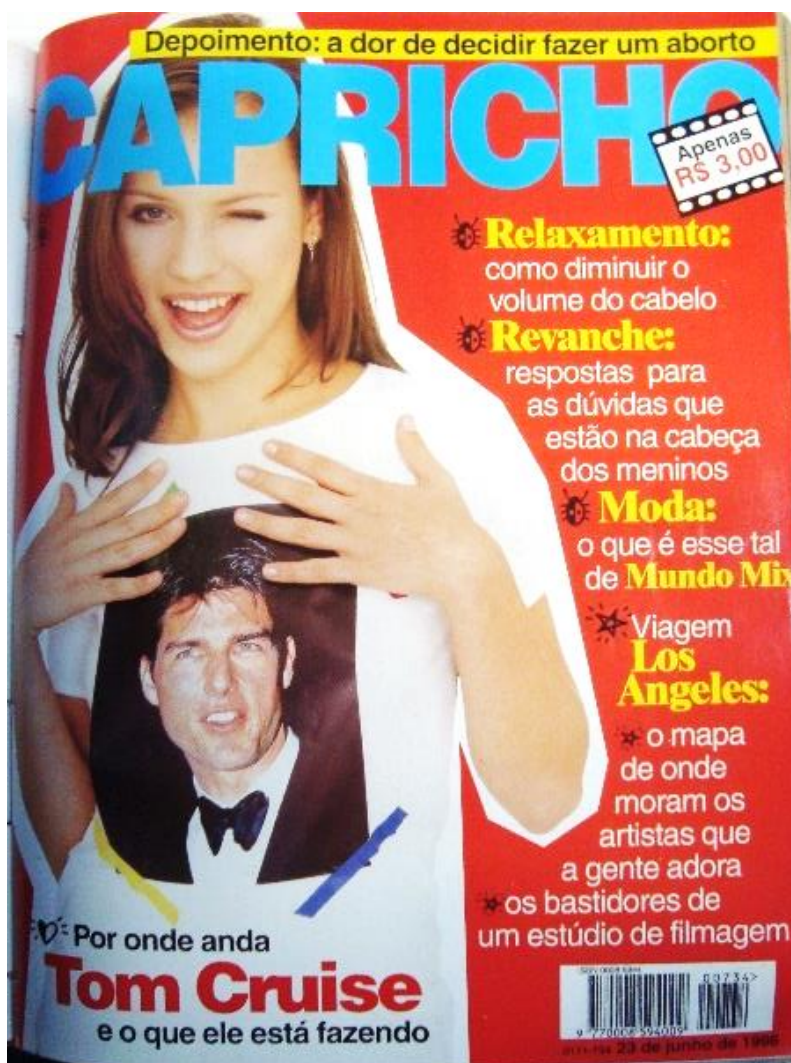 Depoimento: a dor de decidir fazer um aborto
CAPRICHO
Apenas
R$ 3,00
Relaxamento:
como diminuir o
volume do cabelo
Revanche:
respostas para
as dúvidas que
estão na cabeça
dos meninos
Moda:
o que é esse tal
de Mundo Mix
Viagem
Los
Angeles:
o mapa
de onde
moram os
artistas que
a gente adora
os bastidores de
um estúdio de filmagem
Por onde anda
Tom Cruise
e o que ele está fazendo
00734>
23 de junho de 1996